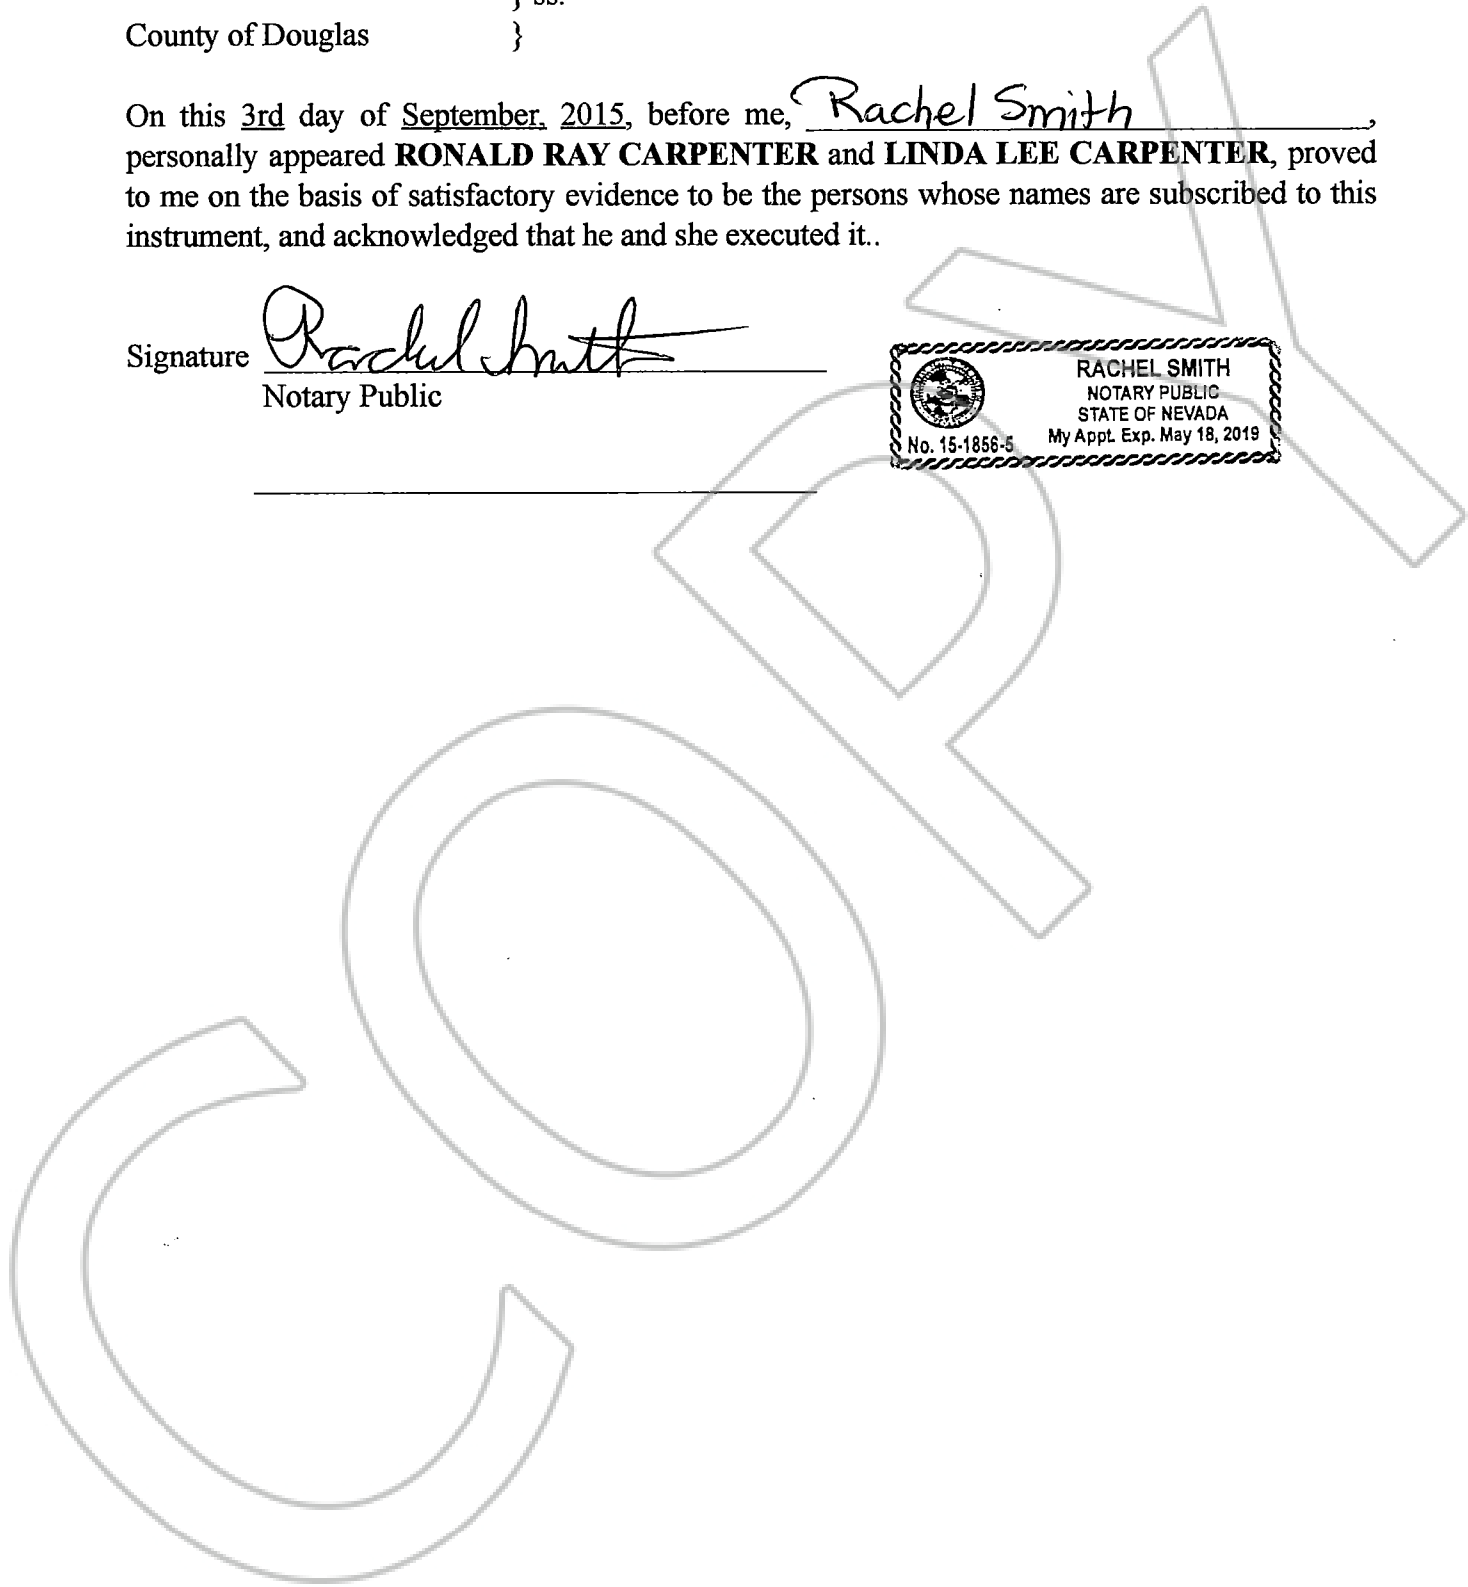 } ss.
County of Douglas }
On this 3rd day of September, 2015, before me, Rachel Smith,
personally appeared RONALD RAY CARPENTER and LINDA LEE CARPENTER, proved
to me on the basis of satisfactory evidence to be the persons whose names are subscribed to this
instrument, and acknowledged that he and she executed it..
Signature Rachel Smith
Notary Public
RACHEL SMITH
NOTARY PUBLIC
STATE OF NEVADA
No. 15-1856-5 My Appt. Exp. May 18, 2019
COPY